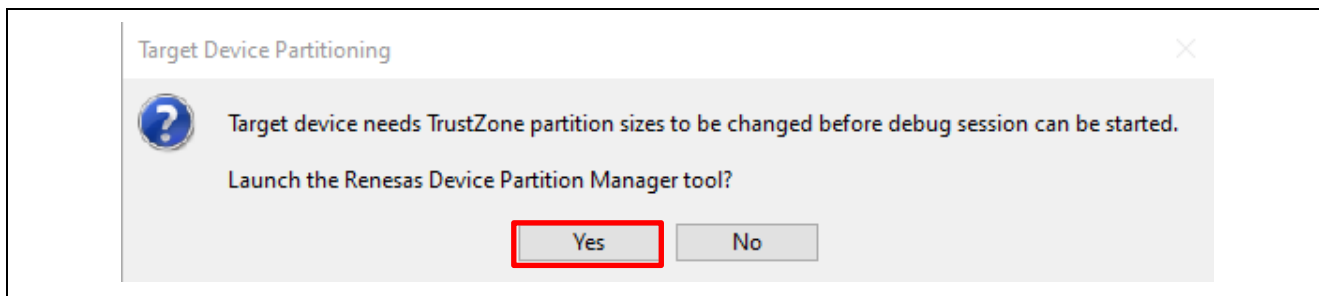 Target Device Partitioning
Target device needs TrustZone partition sizes to be changed before debug session can be started.
Launch the Renesas Device Partition Manager tool?
Yes No